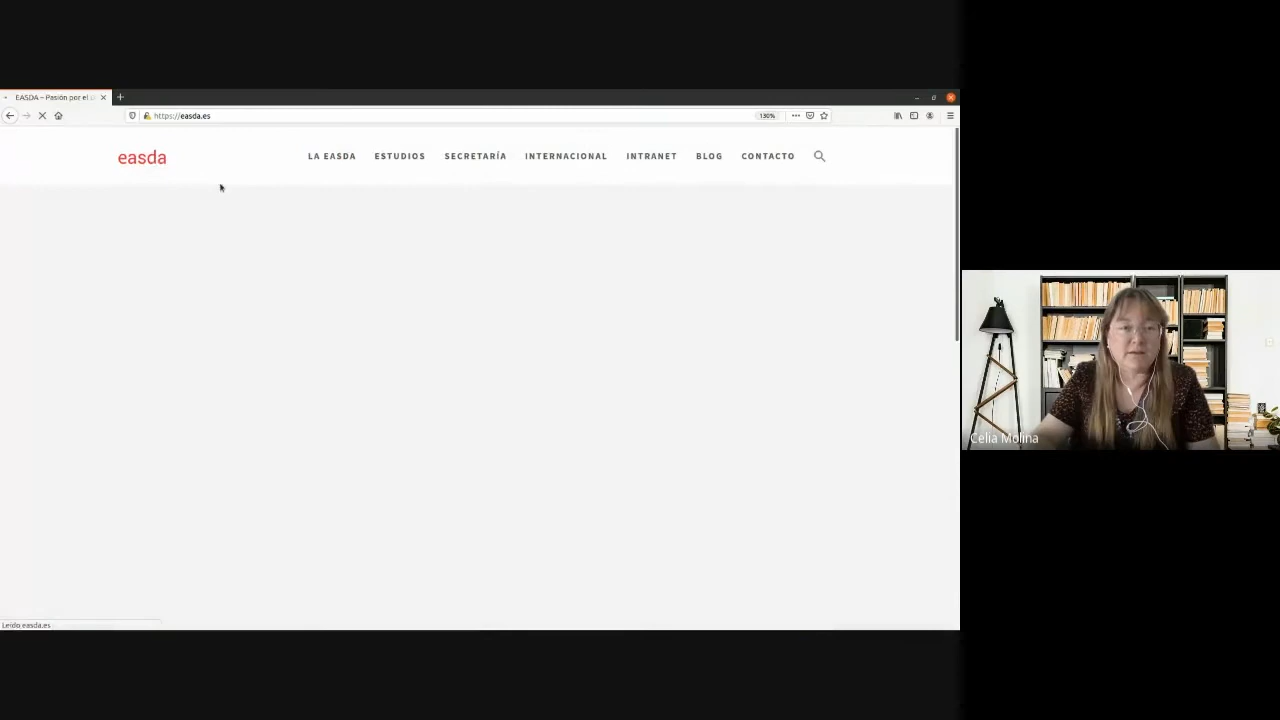 EASDA – Pasión por el
https://easda.es
130%
easda
LA EASDA ESTUDIOS SECRETARÍA INTERNACIONAL INTRANET BLOG CONTACTO
Celia Molina
Leído easda.es